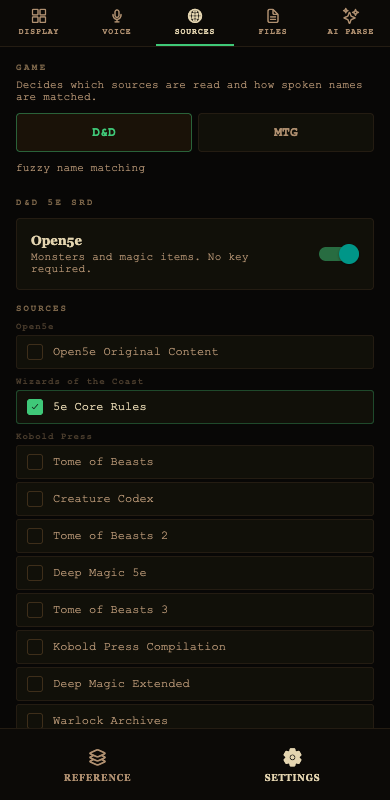 DISPLAY
VOICE
SOURCES
FILES
AI PARSE
GAME
Decides which sources are read and how spoken names
are matched.
D&D
MTG
fuzzy name matching
D&D 5E SRD
Open5e
Monsters and magic items. No key
required.
SOURCES
Open5e
Open5e Original Content
Wizards of the Coast
5e Core Rules
Kobold Press
Tome of Beasts
Creature Codex
Tome of Beasts 2
Deep Magic 5e
Tome of Beasts 3
Kobold Press Compilation
Deep Magic Extended
Warlock Archives
REFERENCE
SETTINGS